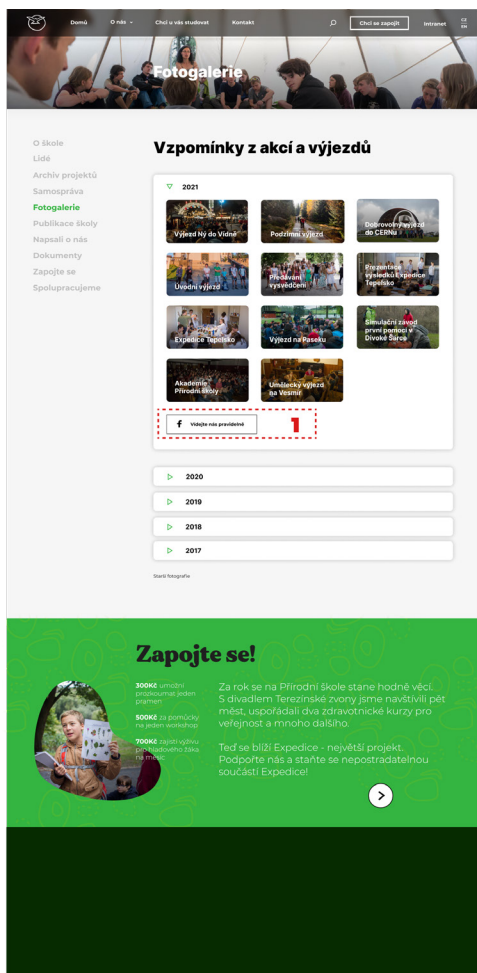 Domů
O nás
Chci u vás studovat
Kontakt
Chci se zapojit
Intranet
CZ
EN
Fotogalerie
O škole
Lidé
Archiv projektů
Samospráva
Fotogalerie
Publikace školy
Napsali o nás
Dokumenty
Zapojte se
Spolupracujeme
Vzpomínky z akcí a výjezdů
2021
Výjezd Ný do Vídně
Podzimní výjezd
Dobrovolný výjezd
do CERNu
Úvodní výjezd
Předávání
vysvědčení
Prezentace
výsledků Expedice
Tepelsko
Expedice Tepelsko
Výjezd na Paseku
Simulační závod
první pomoci v
Divoké Šárce
Akademie
Přírodní školy
Umělecký výjezd
na Vesmír
f Vídejte nás pravidelně
1
2020
2019
2018
2017
Starší fotografie
Zapojte se!
300Kč umožní
prozkoumat jeden
pramen
500Kč za pomůcky
na jeden workshop
700Kč zajistí výživu
pro hladového žáka
na měsíc
Za rok se na Přírodní škole stane hodně věcí.
S divadlem Terezínské zvony jsme navštívili pět
měst, uspořádali dva zdravotnické kurzy pro
veřejnost a mnoho dalšího.
Teď se blíží Expedice - největší projekt.
Podpořte nás a staňte se nepostradatelnou
součástí Expedice!